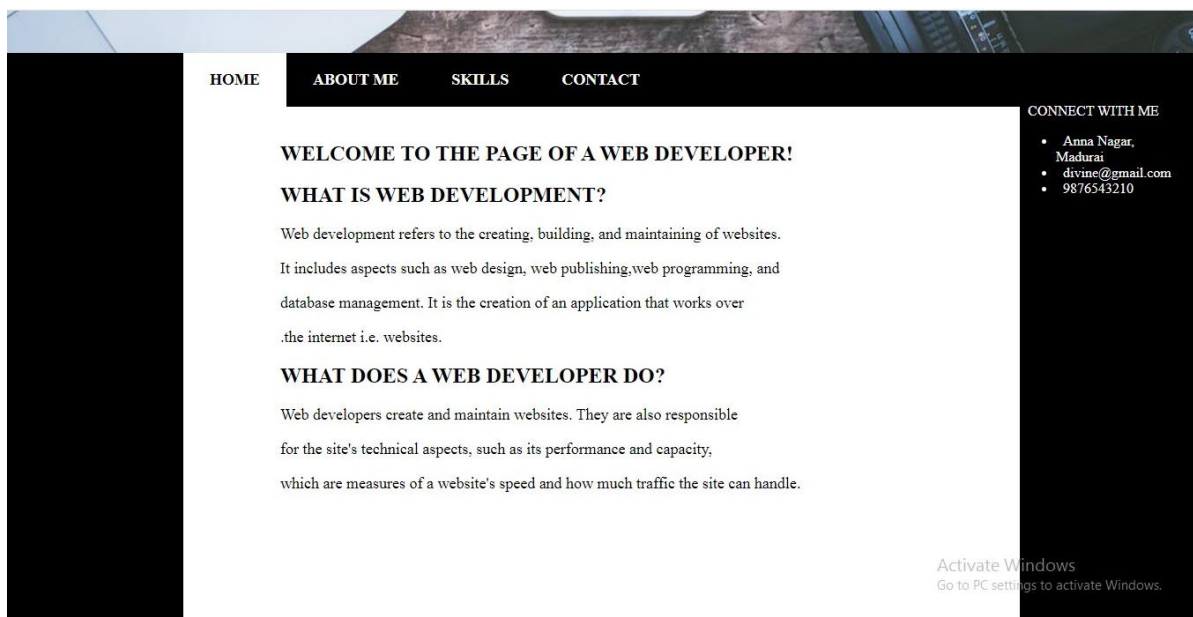 HOME ABOUT ME SKILLS CONTACT
WELCOME TO THE PAGE OF A WEB DEVELOPER!
WHAT IS WEB DEVELOPMENT?
Web development refers to the creating, building, and maintaining of websites.
It includes aspects such as web design, web publishing,web programming, and
database management. It is the creation of an application that works over
.the internet i.e. websites.
WHAT DOES A WEB DEVELOPER DO?
Web developers create and maintain websites. They are also responsible
for the site's technical aspects, such as its performance and capacity,
which are measures of a website's speed and how much traffic the site can handle.
CONNECT WITH ME
• Anna Nagar,
Madurai
• divine@gmail.com
• 9876543210
Activate Windows
Go to PC settings to activate Windows.